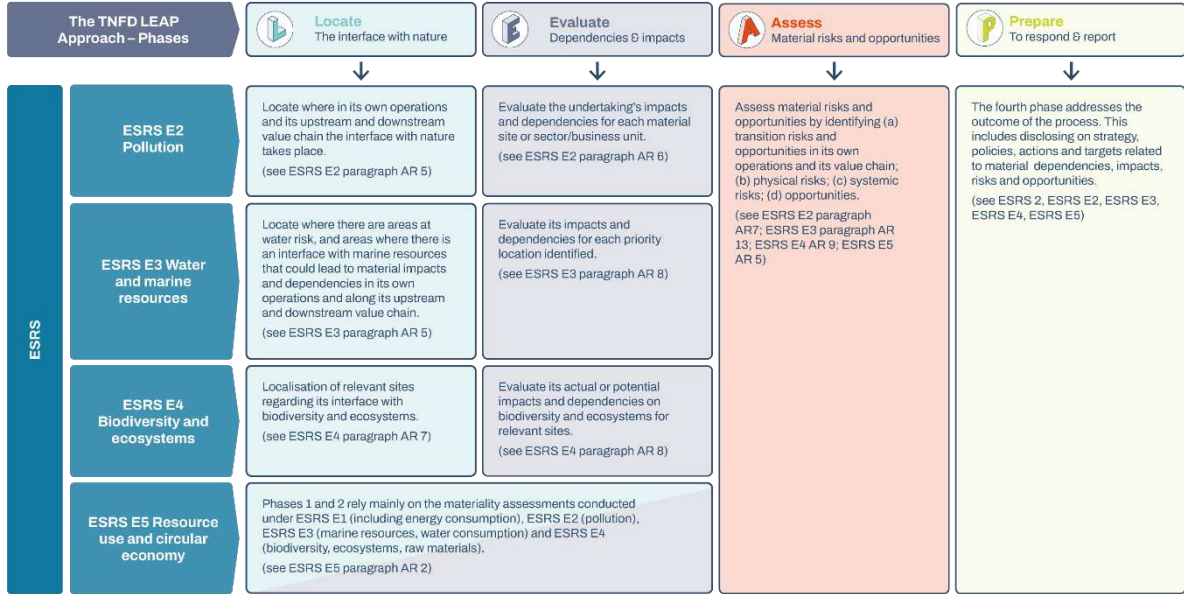 The TNFD LEAP
Approach – Phases
L
Locate
The interface with nature
E
Evaluate
Dependencies & impacts
A
Assess
Material risks and opportunities
P
Prepare
To respond & report
ESRS
ESRS E2
Pollution
Locate where in its own operations
and its upstream and downstream
value chain the interface with nature
takes place.
(see ESRS E2 paragraph AR 5)
Evaluate the undertaking's impacts
and dependencies for each material
site or sector/business unit.
(see ESRS E2 paragraph AR 6)
Assess material risks and
opportunities by identifying (a)
transition risks and
opportunities in its own
operations and its value chain;
(b) physical risks; (c) systemic
risks; (d) opportunities.
(see ESRS E2 paragraph
AR7; ESRS E3 paragraph AR
13; ESRS E4 AR 9; ESRS E5
AR 5)
The fourth phase addresses the
outcome of the process. This
includes disclosing on strategy,
policies, actions and targets related
to material dependencies, impacts,
risks and opportunities.
(see ESRS 2, ESRS E2, ESRS E3,
ESRS E4, ESRS E5)
ESRS E3 Water
and marine
resources
Locate where there are areas at
water risk, and areas where there is
an interface with marine resources
that could lead to material impacts
and dependencies in its own
operations and along its upstream
and downstream value chain.
(see ESRS E3 paragraph AR 5)
Evaluate its impacts and
dependencies for each priority
location identified.
(see ESRS E3 paragraph AR 8)
ESRS E4
Biodiversity and
ecosystems
Localisation of relevant sites
regarding its interface with
biodiversity and ecosystems.
(see ESRS E4 paragraph AR 7)
Evaluate its actual or potential
impacts and dependencies on
biodiversity and ecosystems for
relevant sites.
(see ESRS E4 paragraph AR 8)
ESRS E5 Resource
use and circular
economy
Phases 1 and 2 rely mainly on the materiality assessments conducted
under ESRS E1 (including energy consumption), ESRS E2 (pollution),
ESRS E3 (marine resources, water consumption) and ESRS E4
(biodiversity, ecosystems, raw materials).
(see ESRS E5 paragraph AR 2)